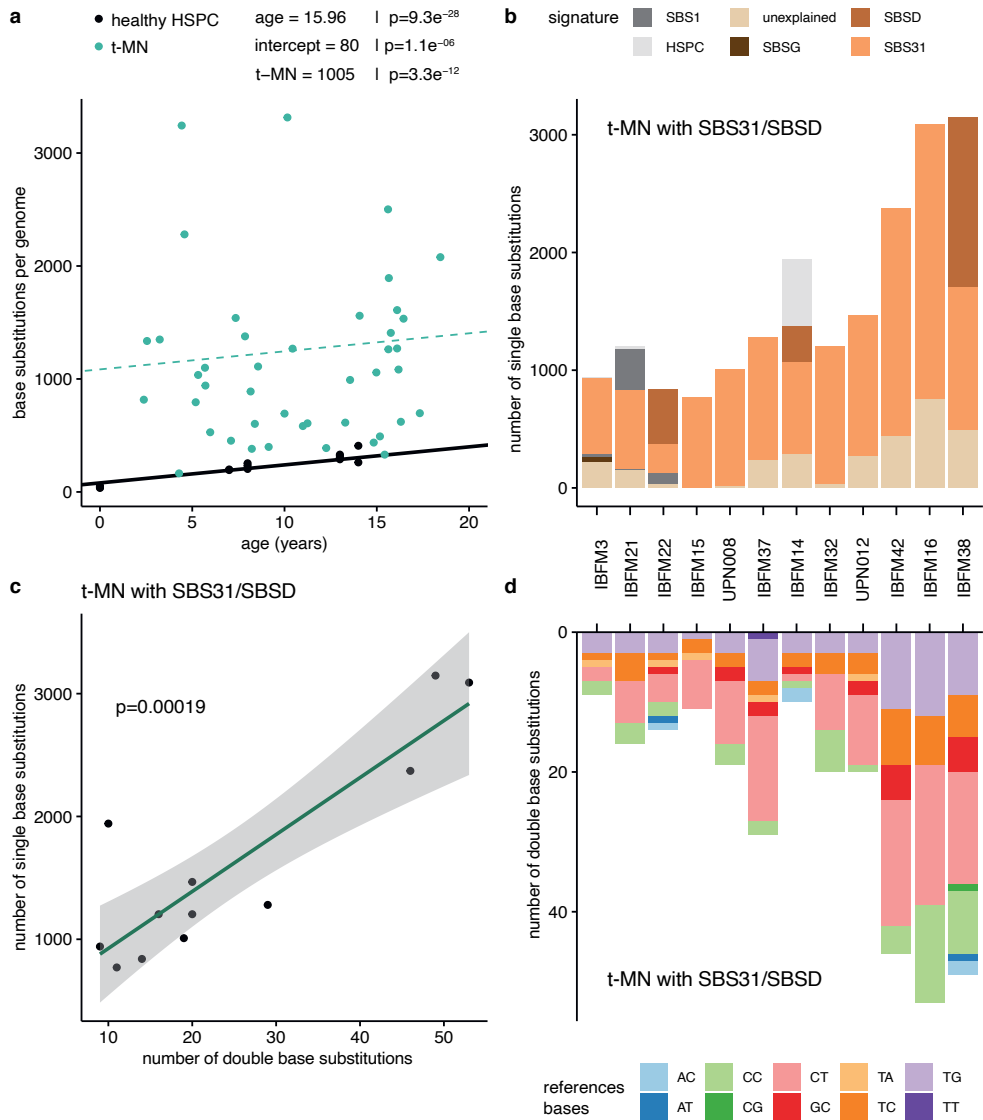 a
healthy HSPC
t-MN
age = 15.96 | p=9.3e⁻²⁸
intercept = 80 | p=1.1e⁻⁰⁶
t−MN = 1005 | p=3.3e⁻¹²
base substitutions per genome
3000
2000
1000
0
0 5 10 15 20
age (years)
b
signature
SBS1 unexplained SBSD
HSPC SBSG SBS31
t-MN with SBS31/SBSD
number of single base substitutions
3000
2000
1000
0
IBFM3
IBFM21
IBFM22
IBFM15
UPN008
IBFM37
IBFM14
IBFM32
UPN012
IBFM42
IBFM16
IBFM38
c
t-MN with SBS31/SBSD
p=0.00019
number of single base substitutions
3000
2000
1000
10 20 30 40 50
number of double base substitutions
d
number of double base substitutions
0
20
40
t-MN with SBS31/SBSD
references
bases
AC CC CT TA TG
AT CG GC TC TT